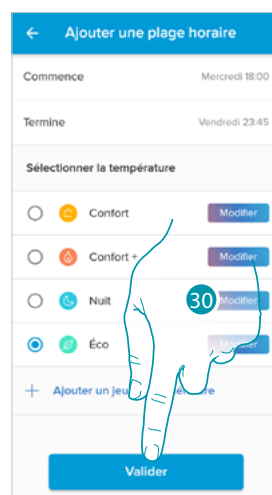 Ajouter une plage horaire
Commence Mercredi 18:00
Termine Vendredi 23:45
Sélectionner la température
Confort Modifier
Confort + Modifier
Nuit 30 Modifier
Éco Modifier
+ Ajouter un jeu
Valider